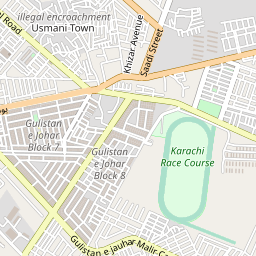 illegal encroachment
Usmani Town
Road
Khizar Avenue
Saadi Street
Gulistan
e Johar
Block 7
Gulistan
e Johar
Block 8
Karachi
Race Course
Gulistan e jauhar Malir Ca